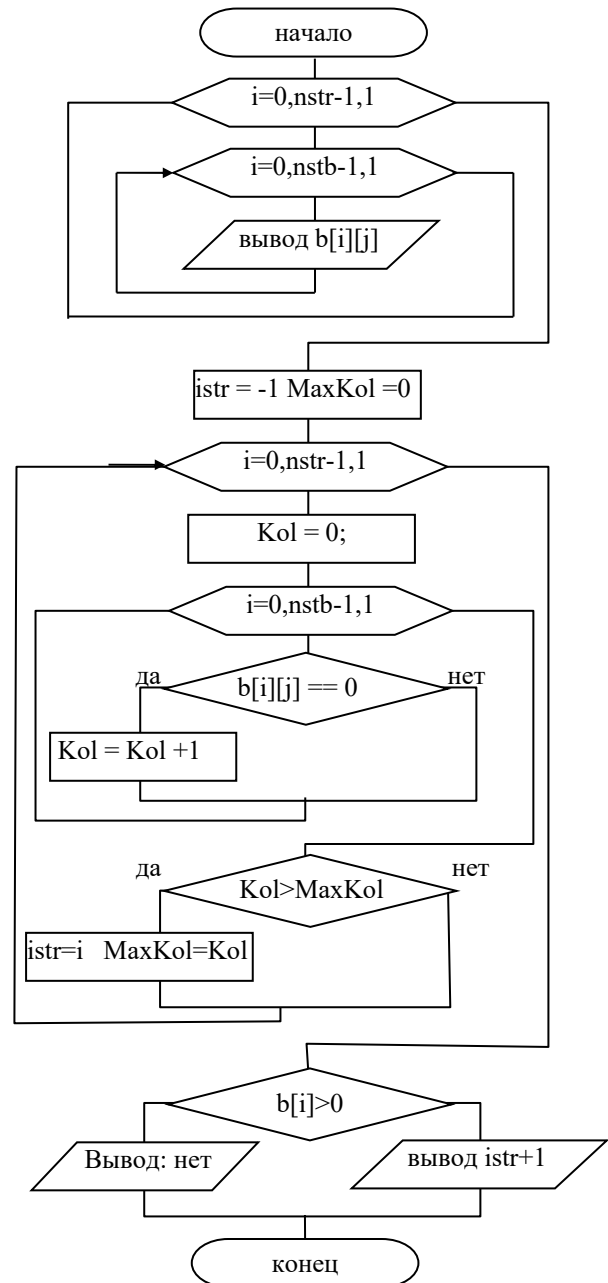 начало
i=0,nstr-1,1
i=0,nstb-1,1
вывод b[i][j]
istr = -1 MaxKol =0
i=0,nstr-1,1
Kol = 0;
i=0,nstb-1,1
да
нет
b[i][j] == 0
Kol = Kol +1
да
нет
Kol>MaxKol
istr=i MaxKol=Kol
b[i]>0
Вывод: нет
вывод istr+1
конец